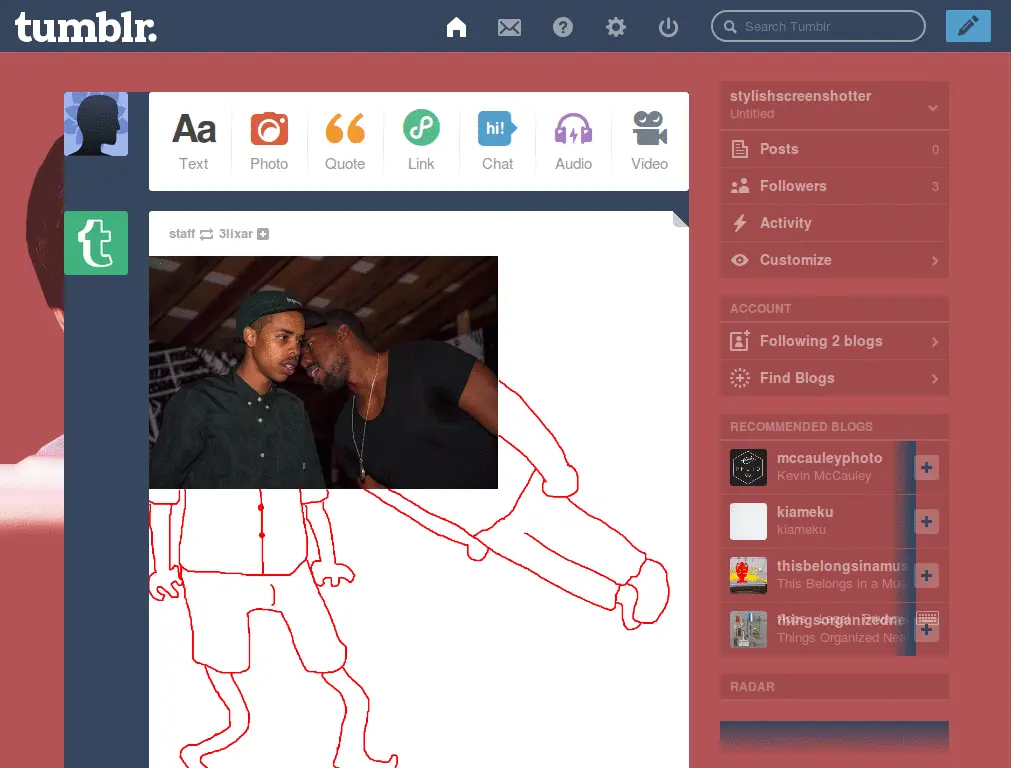 tumblr.
Search Tumblr
Aa
hi!
Text
Photo
Quote
Link
Chat
Audio
Video
staff
3lixar
t
stylishscreenshotter
Untitled
Posts
0
Followers
3
Activity
Customize
ACCOUNT
Following 2 blogs
Find Blogs
RECOMMENDED BLOGS
mccauleyphoto
Kevin McCauley
kiameku
kiameku
thisbelongsinamus
This Belongs In a Mu
thingsorganizedne
Things Organized Nea
RADAR